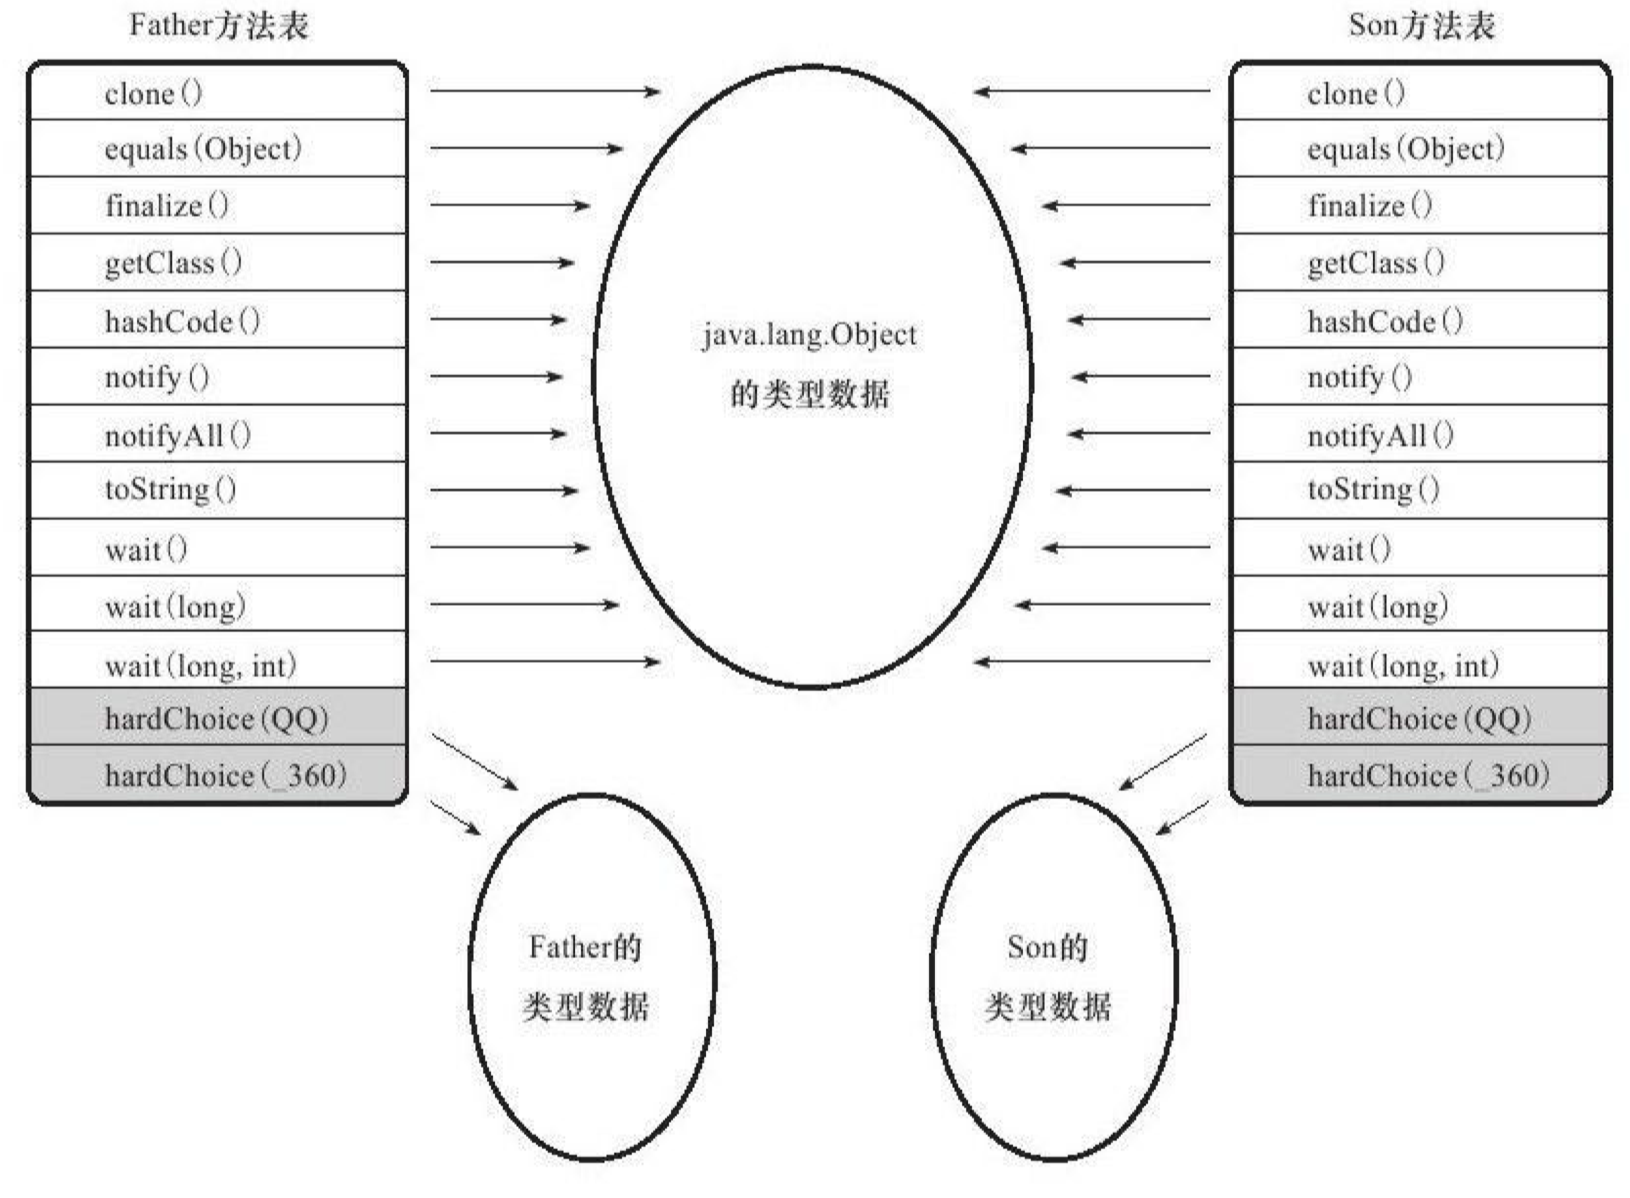 Father方法表
clone()
equals(Object)
finalize()
getClass()
hashCode()
notify()
notifyAll()
toString()
wait()
wait(long)
wait(long, int)
hardChoice(QQ)
hardChoice(_360)
java.lang.Object
的类型数据
Father的
类型数据
Son的
类型数据
Son方法表
clone()
equals(Object)
finalize()
getClass()
hashCode()
notify()
notifyAll()
toString()
wait()
wait(long)
wait(long, int)
hardChoice(QQ)
hardChoice(_360)